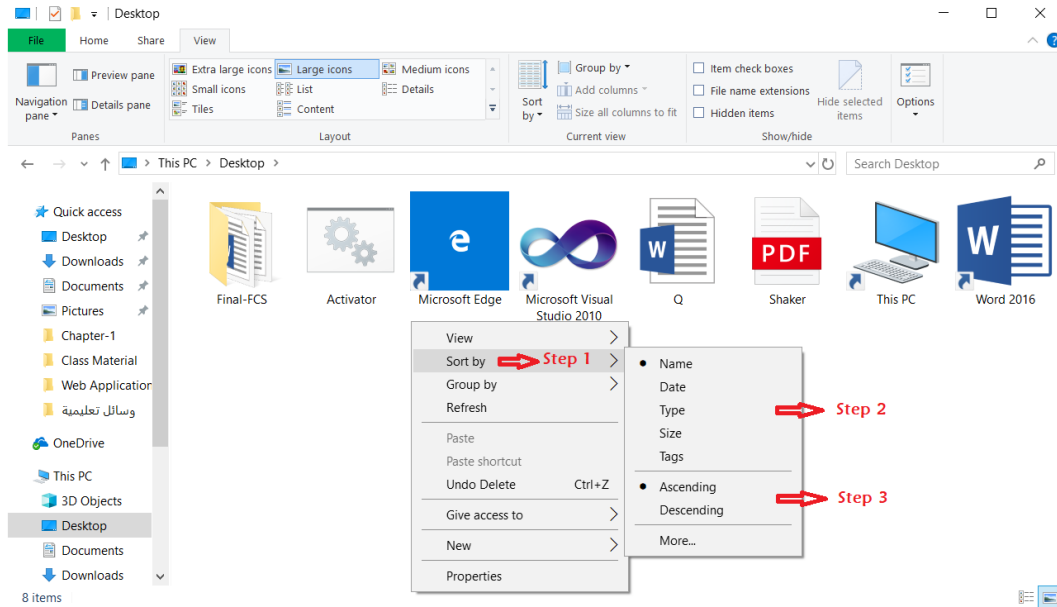 Desktop
File Home Share View
Navigation pane
Preview pane
Details pane
Panes
Extra large icons Large icons Medium icons
Small icons List Details
Tiles Content
Layout
Sort by
Group by
Add columns
Size all columns to fit
Current view
Item check boxes
File name extensions
Hidden items
Hide selected items
Show/hide
Options
This PC Desktop
Search Desktop
Quick access
Desktop
Downloads
Documents
Pictures
Chapter-1
Class Material
Web Application
وسائل تعليمية
OneDrive
This PC
3D Objects
Desktop
Documents
Downloads
W
e
W
PDF
W
Final-FCS
Activator
Microsoft Edge
Microsoft Visual
Studio 2010
Q
Shaker
This PC
Word 2016
View
Sort by Step 1
Group by
Refresh
Paste
Paste shortcut
Undo Delete Ctrl+Z
Give access to
New
Properties
Name
Date
Type Step 2
Size
Tags
Ascending Step 3
Descending
More...
8 items